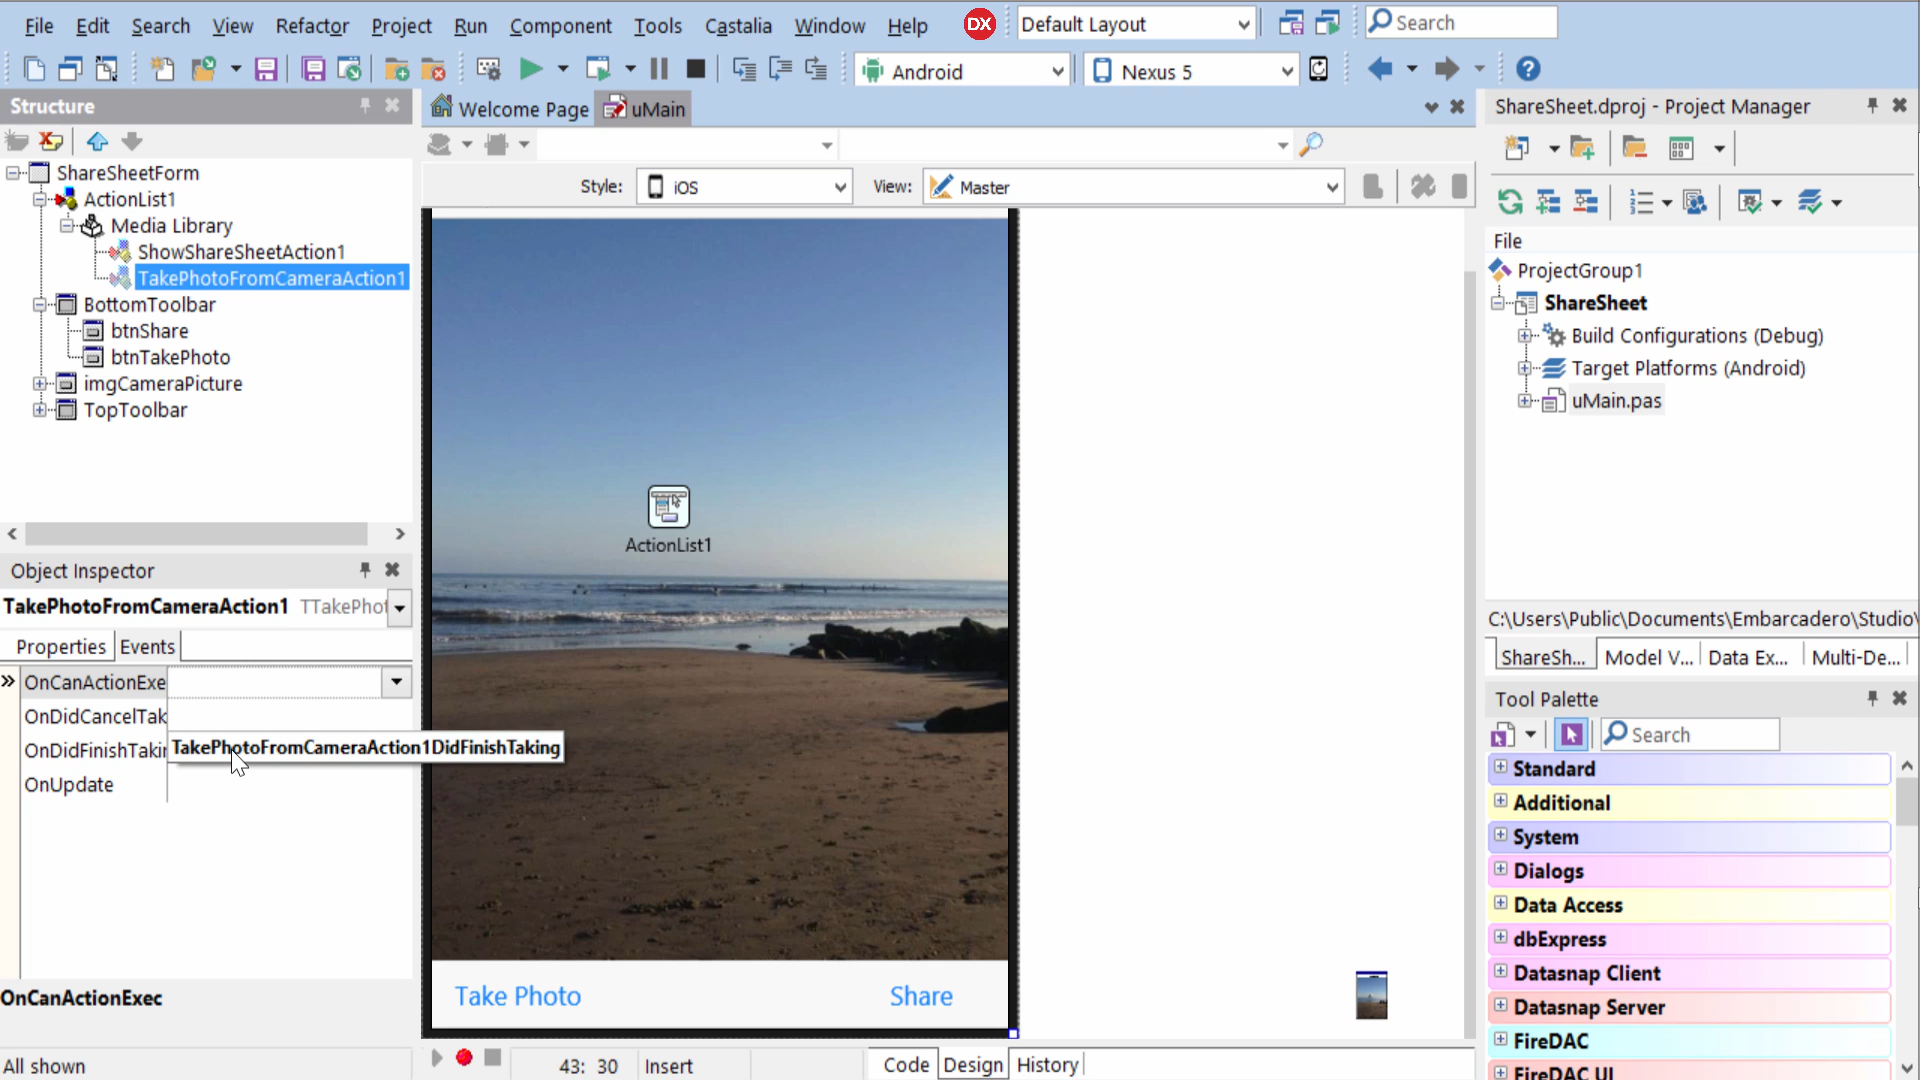 File Edit Search View Refactor Project Run Component Tools Castalia Window Help DX Default Layout Search
Android Nexus 5
Structure
ShareSheetForm
ActionList1
Media Library
ShowShareSheetAction1
TakePhotoFromCameraAction1
BottomToolbar
btnShare
btnTakePhoto
imgCameraPicture
TopToolbar
Object Inspector
TakePhotoFromCameraAction1 TTakePhot
Properties Events
OnCanActionExe
OnDidCancelTak
OnDidFinishTakin
TakePhotoFromCameraAction1DidFinishTaking
OnUpdate
OnCanActionExec
All shown
Welcome Page uMain
Style: iOS View: Master
ActionList1
Take Photo Share
43: 30 Insert Code Design History
ShareSheet.dproj - Project Manager
File
ProjectGroup1
ShareSheet
Build Configurations (Debug)
Target Platforms (Android)
uMain.pas
C:\Users\Public\Documents\Embarcadero\Studio\
ShareSh... Model V... Data Ex... Multi-De...
Tool Palette
Search
Standard
Additional
System
Dialogs
Data Access
dbExpress
Datasnap Client
Datasnap Server
FireDAC
FireDAC UI